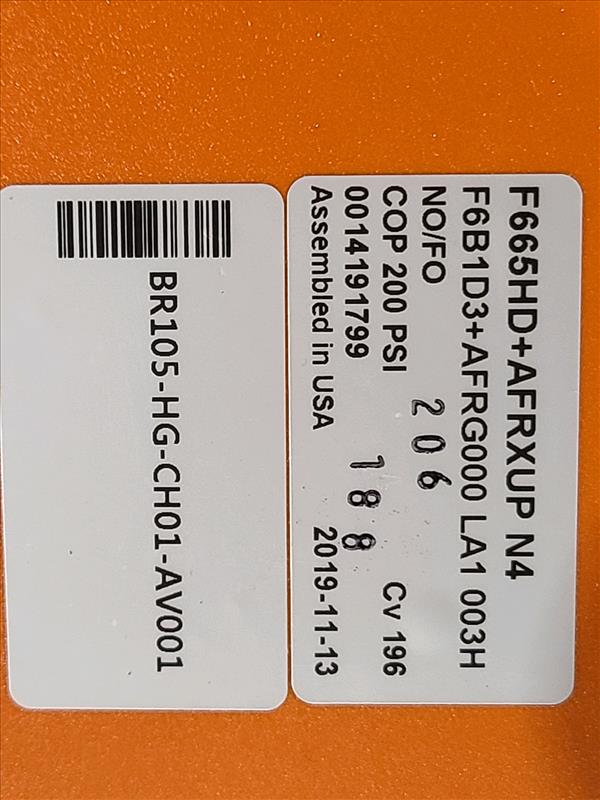 F665HD+AFRXUP N4
F6B1D3+AFRG000 LA1 003H
NO/FO 206
COP 200 PSI Cv 196
0014191799 188
Assembled in USA 2019-11-13
BR105-HG-CH01-AV001